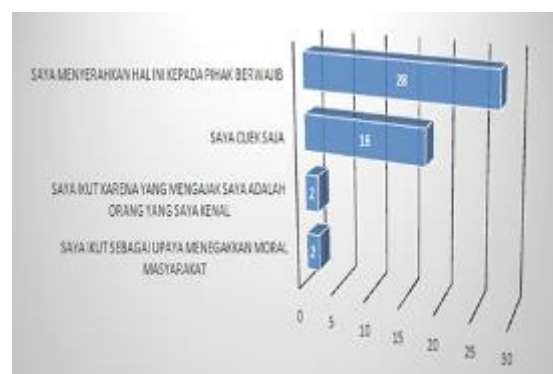 SAYA MENYERAHKAN HAL INI KEPADA PIHAK BERWAJIB
28
SAYA CUEK SAJA
18
SAYA IKUT KARENA YANG MENGAJAK SAYA ADALAH
ORANG YANG SAYA KENAL
2
SAYA IKUT SEBAGAI UPAYA MENEGAKKAN MORAL
MASYARAKAT
2
0 5 10 15 20 25 30